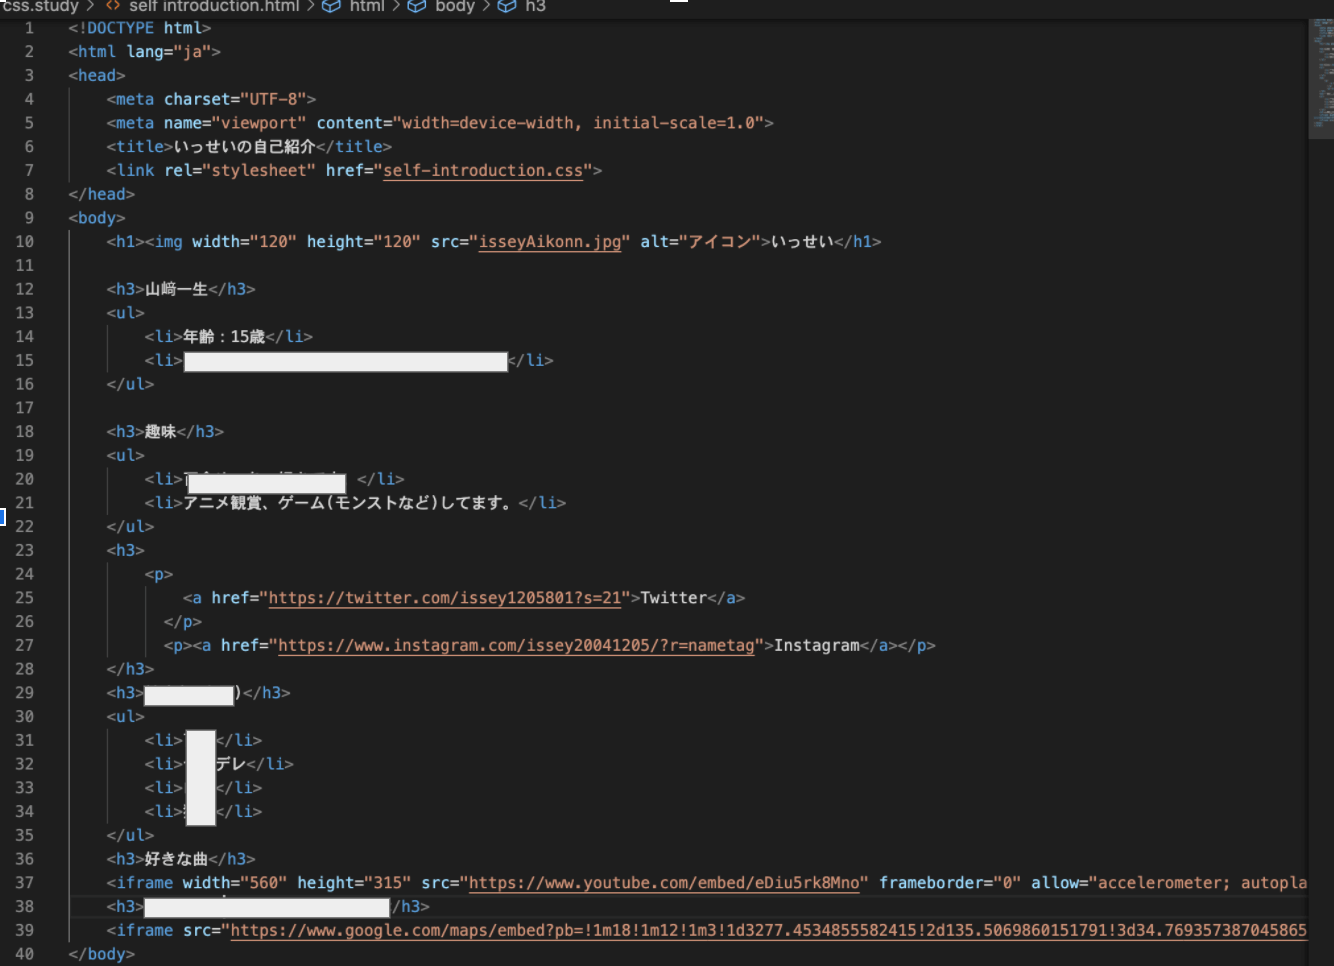 css.study > <> self introduction.html > html > body > h3
1 <!DOCTYPE html>
2 <html lang="ja">
3 <head>
4 <meta charset="UTF-8">
5 <meta name="viewport" content="width=device-width, initial-scale=1.0">
6 <title>いっせいの自己紹介</title>
7 <link rel="stylesheet" href="self-introduction.css">
8 </head>
9 <body>
10 <h1><img width="120" height="120" src="isseyAikonn.jpg" alt="アイコン">いっせい</h1>
11
12 <h3>山﨑一生</h3>
13 <ul>
14 <li>年齢：15歳</li>
15 <li></li>
16 </ul>
17
18 <h3>趣味</h3>
19 <ul>
20 <li> </li>
21 <li>アニメ観賞、ゲーム(モンストなど)してます。</li>
22 </ul>
23 <h3>
24 <p>
25 <a href="https://twitter.com/issey1205801?s=21">Twitter</a>
26 </p>
27 <p><a href="https://www.instagram.com/issey20041205/?r=nametag">Instagram</a></p>
28 </h3>
29 <h3>)</h3>
30 <ul>
31 <li></li>
32 <li>デレ</li>
33 <li></li>
34 <li></li>
35 </ul>
36 <h3>好きな曲</h3>
37 <iframe width="560" height="315" src="https://www.youtube.com/embed/eDiu5rk8Mno" frameborder="0" allow="accelerometer; autopla
38 <h3>/h3>
39 <iframe src="https://www.google.com/maps/embed?pb=!1m18!1m12!1m3!1d3277.4534855582415!2d135.5069860151791!3d34.769357387045865
40 </body>